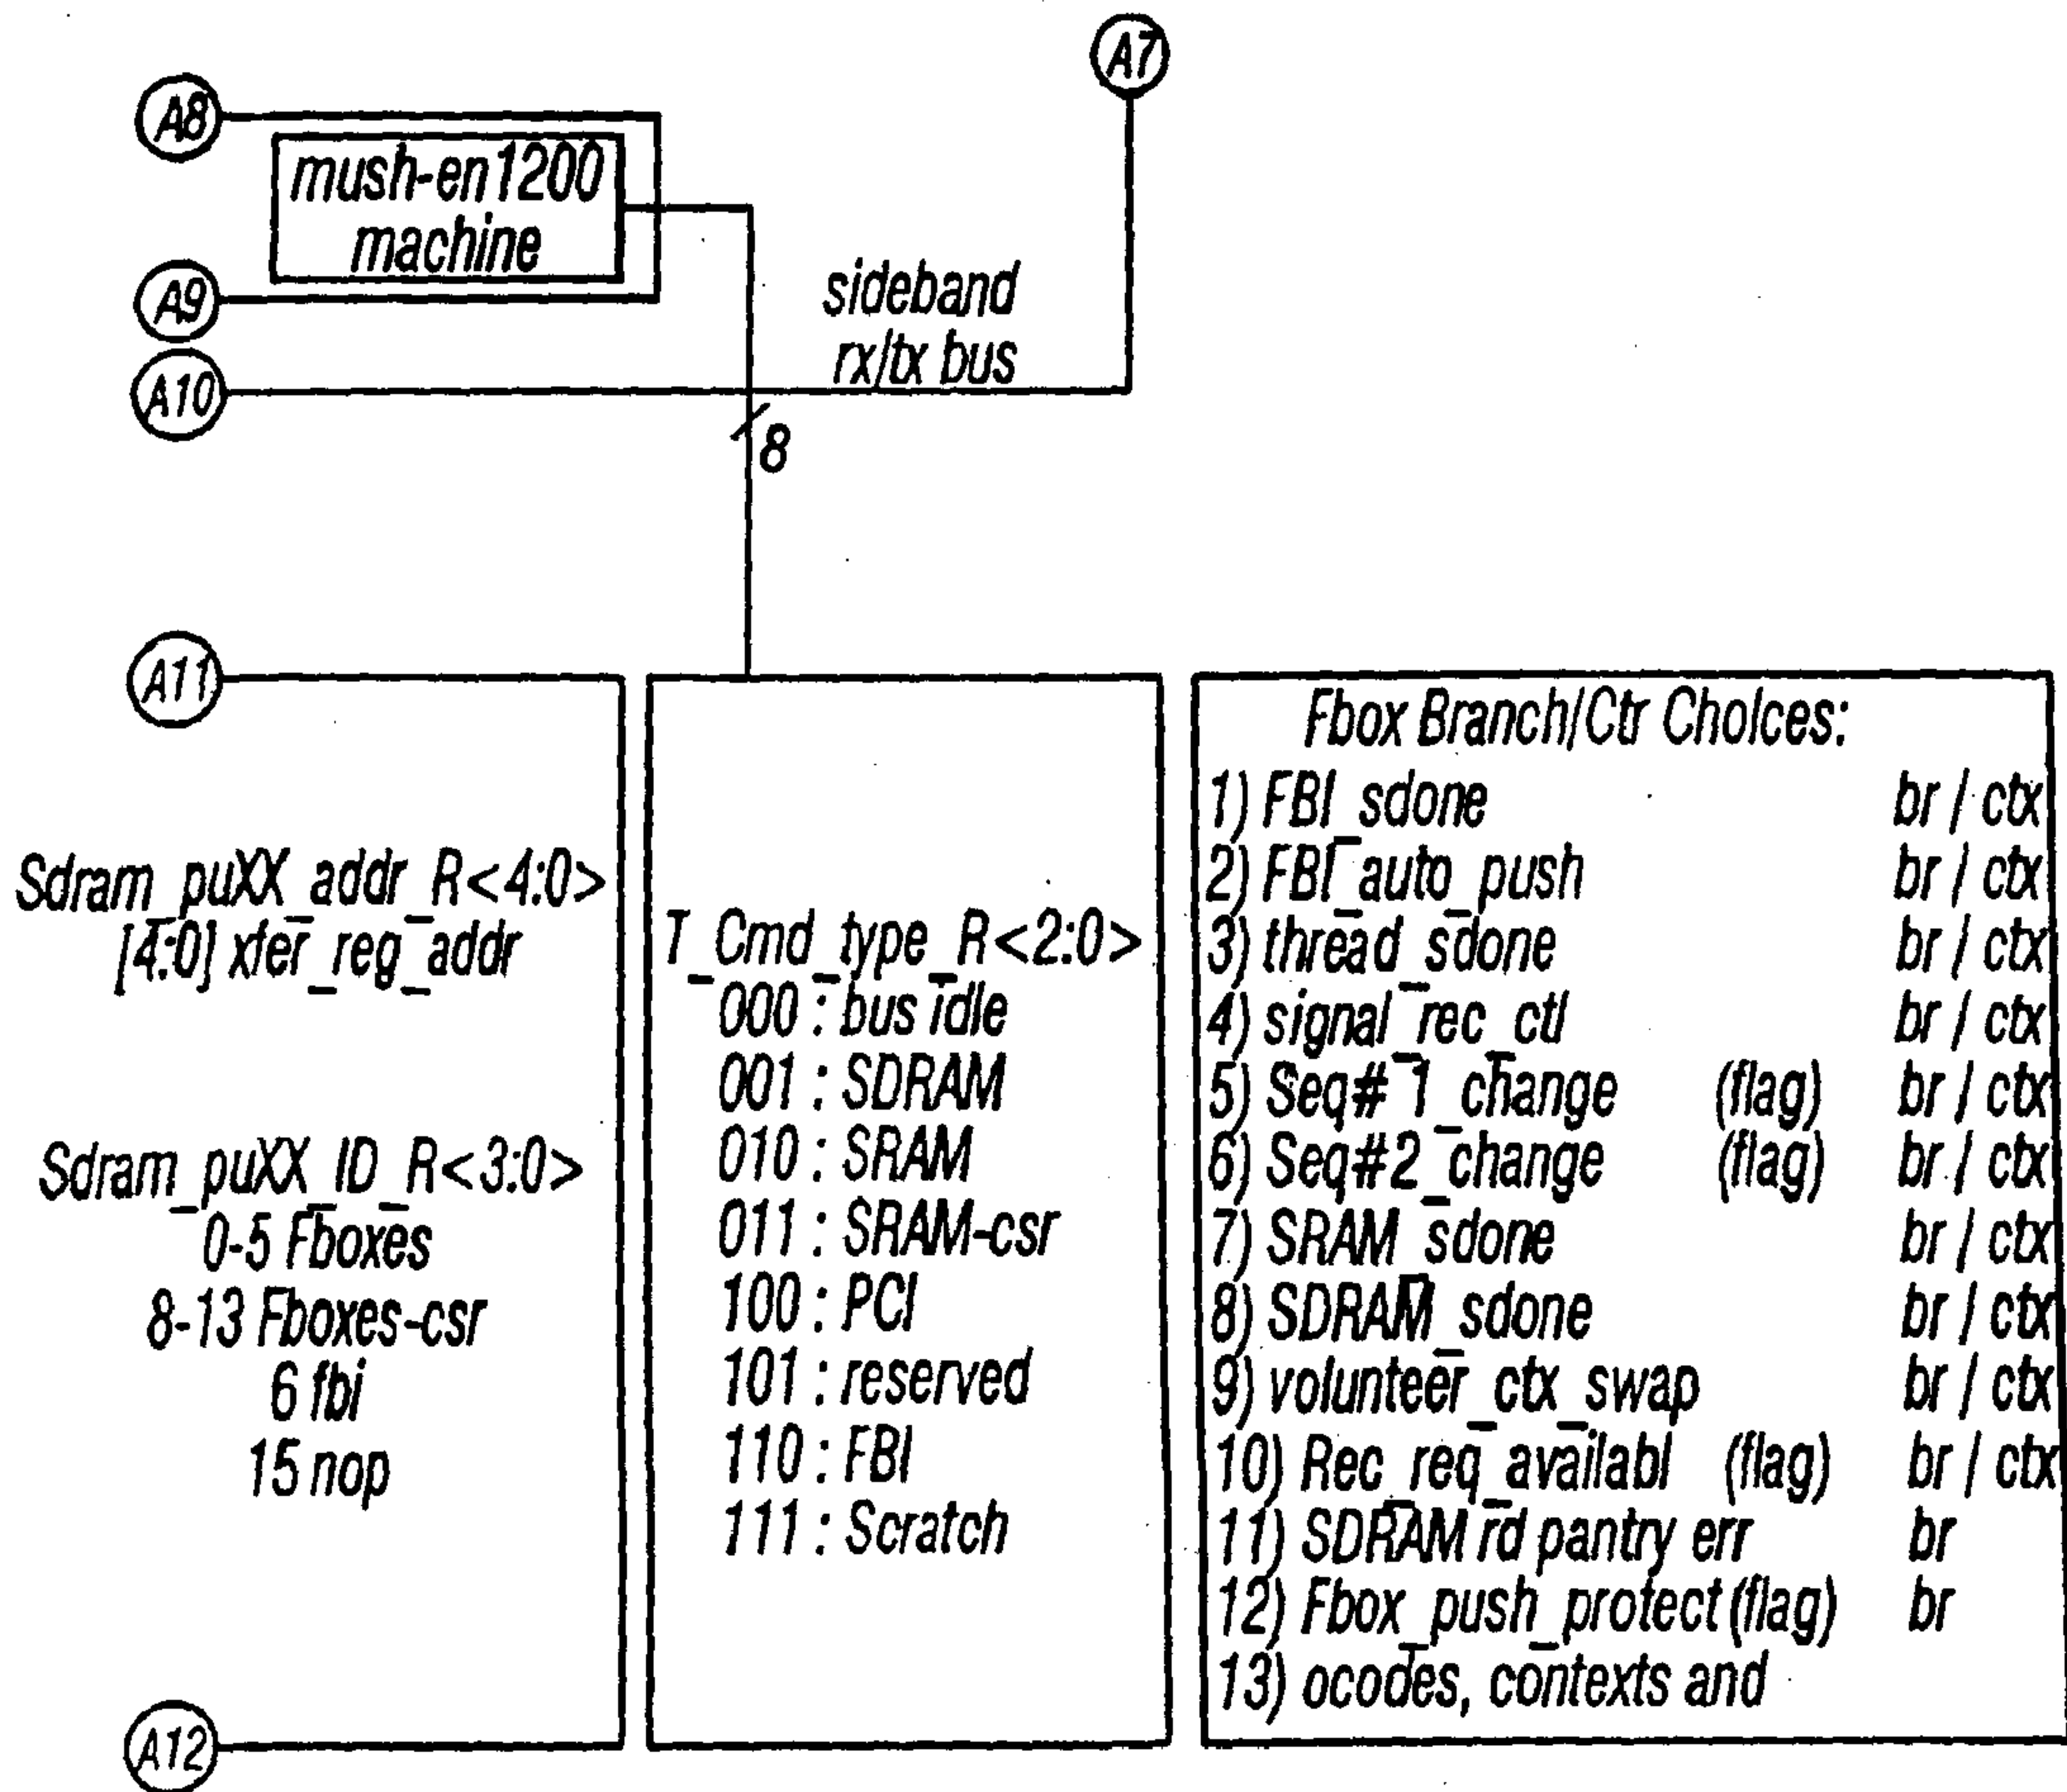 A7
A8
mush-en1200
machine
A9
sideband
rx/tx bus
A10
8
A11
Sdram_puXX_addr_R<4:0>
[4:0] xfer_reg_addr
Sdram_puXX_ID_R<3:0>
0-5 Fboxes
8-13 Fboxes-csr
6 fbi
15 nop
A12
T_Cmd_type_R<2:0>
000 : bus idle
001 : SDRAM
010 : SRAM
011 : SRAM-csr
100 : PCI
101 : reserved
110 : FBI
111 : Scratch
Fbox Branch/Ctr Choices:
1) FBI_sdone br / ctx
2) FBI_auto_push br / ctx
3) thread_sdone br / ctx
4) signal_rec_ctl br / ctx
5) Seq# 1_change (flag) br / ctx
6) Seq#2_change (flag) br / ctx
7) SRAM_sdone br / ctx
8) SDRAM_sdone br / ctx
9) volunteer_ctx_swap br / ctx
10) Rec_req_availabl (flag) br / ctx
11) SDRAM rd pantry err br
12) Fbox_push_protect (flag) br
13) ocodes, contexts and